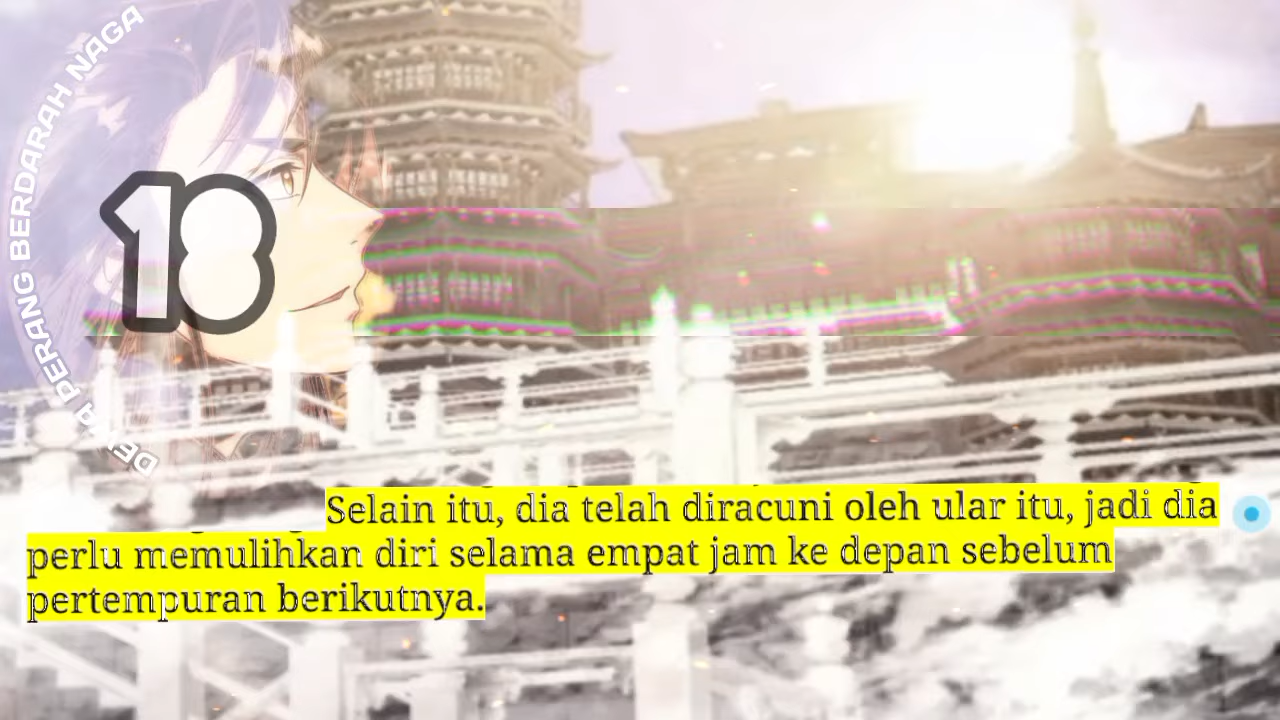 DEWA PERANG BERDARAH NAGA
18
Selain itu, dia telah diracuni oleh ular itu, jadi dia
perlu memulihkan diri selama empat jam ke depan sebelum
pertempuran berikutnya.